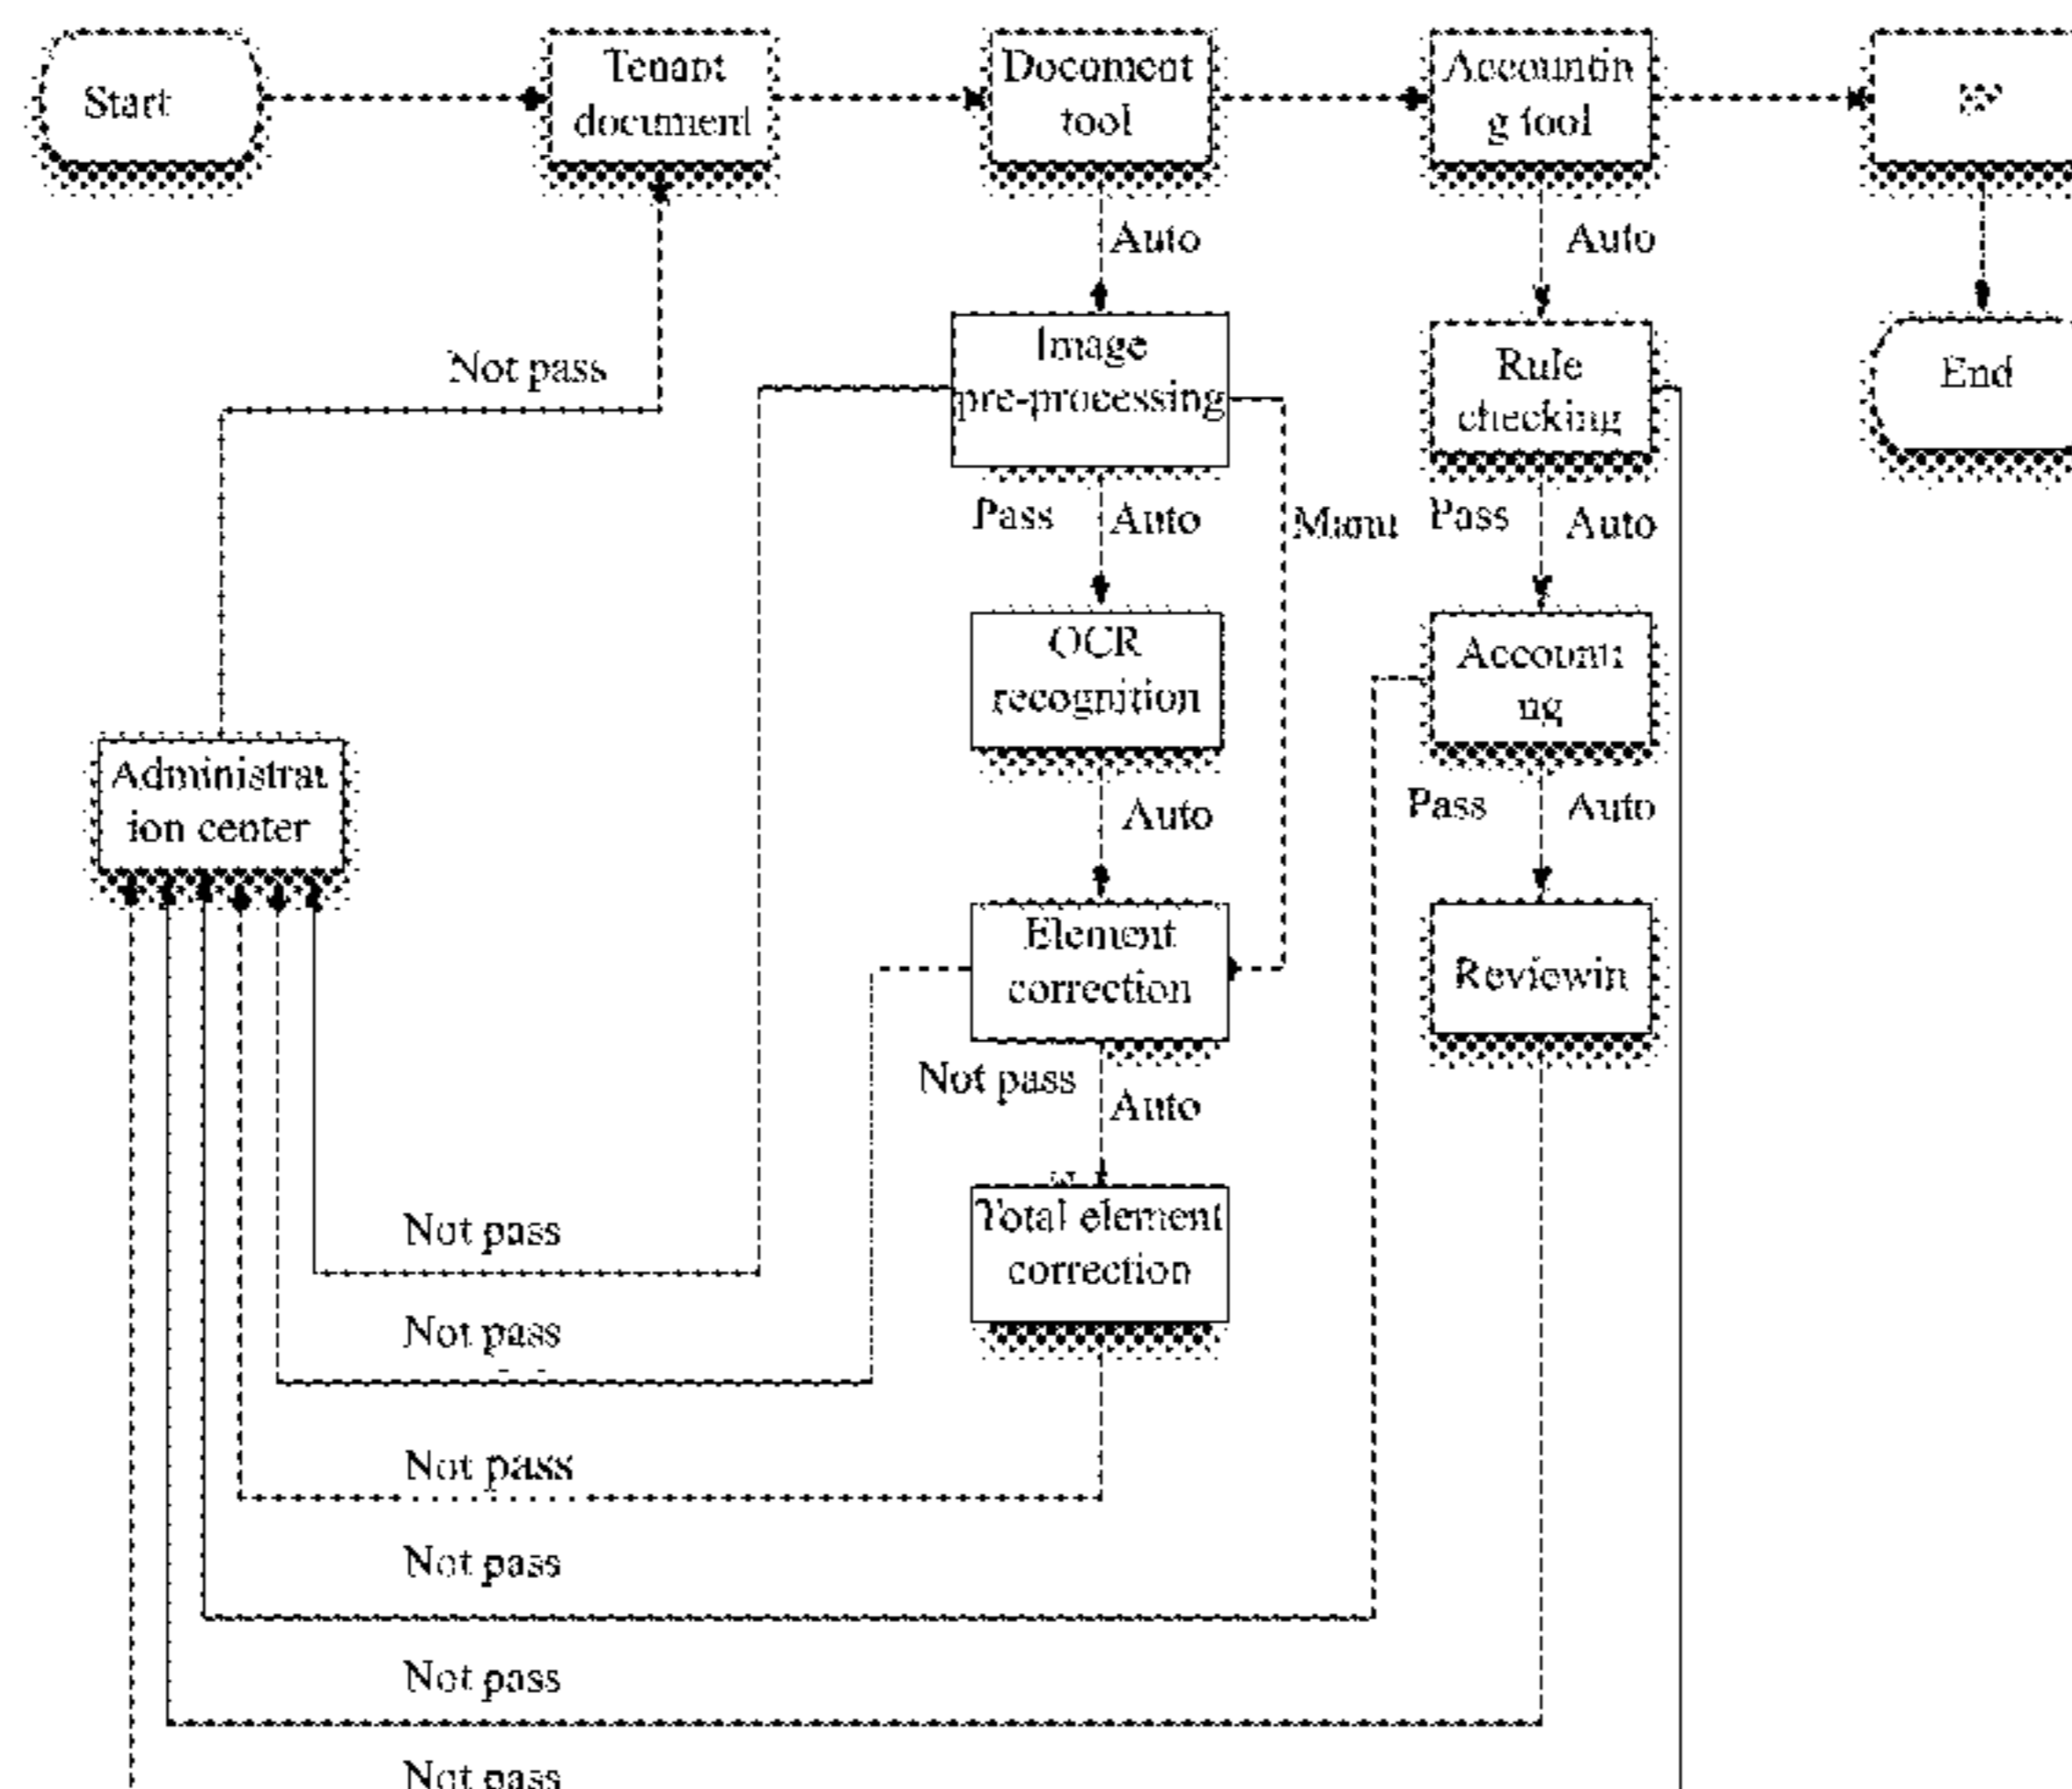 Start
Tenant
document
Document
tool
Accountin
g tool
Auto
Auto
Not pass
Image
pre-processing
Rule
checking
End
Pass
Auto
Manu
Pass
Auto
OCR
recognition
Accounti
ng
Administrat
ion center
Auto
Pass
Auto
Element
correction
Reviewin
Not pass
Auto
Total element
correction
Not pass
Not pass
Not pass
Not pass
Not pass
Not pass